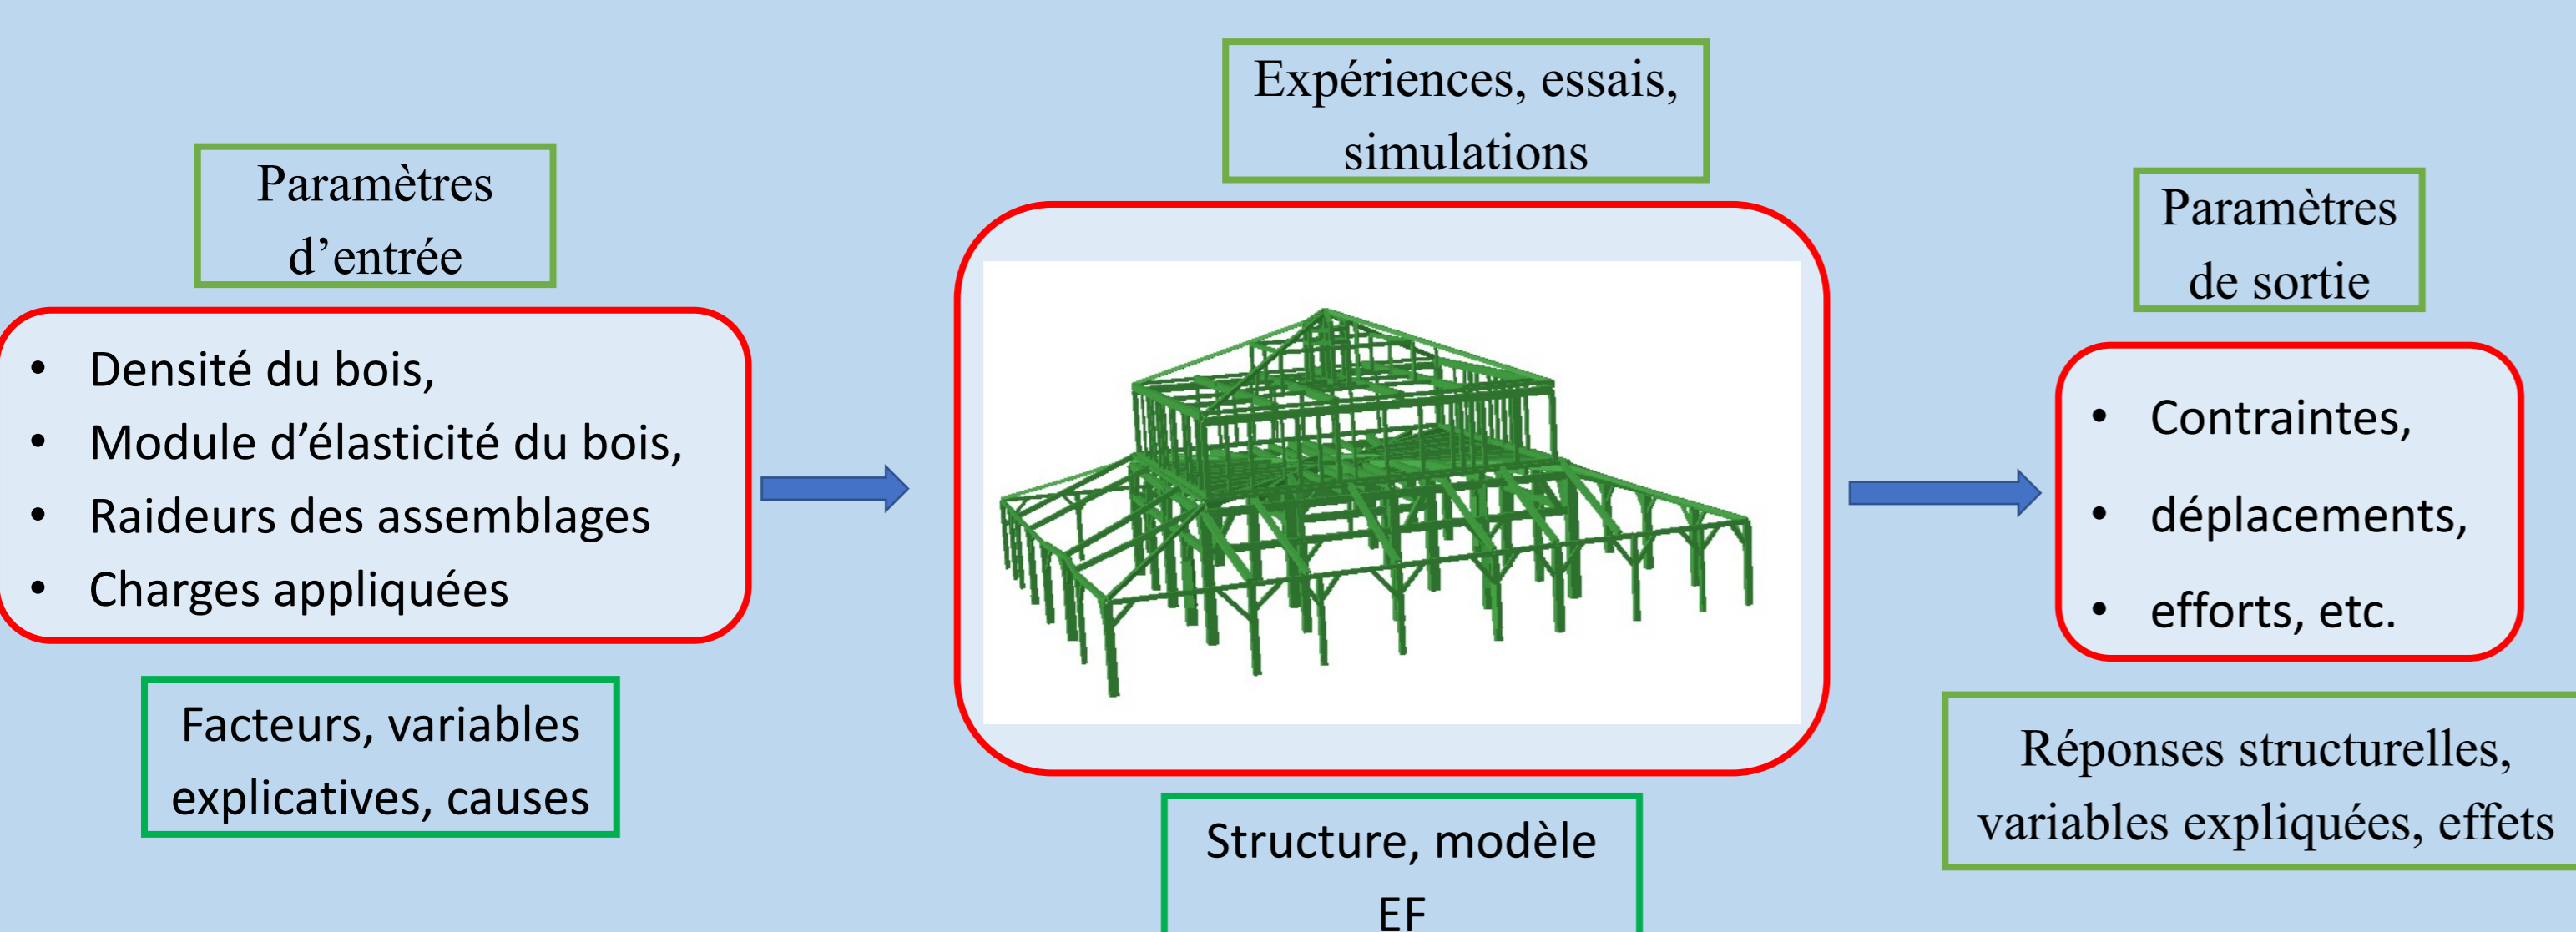 Paramètres
d’entrée
• Densité du bois,
• Module d’élasticité du bois,
• Raideurs des assemblages
• Charges appliquées
Facteurs, variables
explicatives, causes
Expériences, essais,
simulations
Structure, modèle
EF
Paramètres
de sortie
• Contraintes,
• déplacements,
• efforts, etc.
Réponses structurelles,
variables expliquées, effets